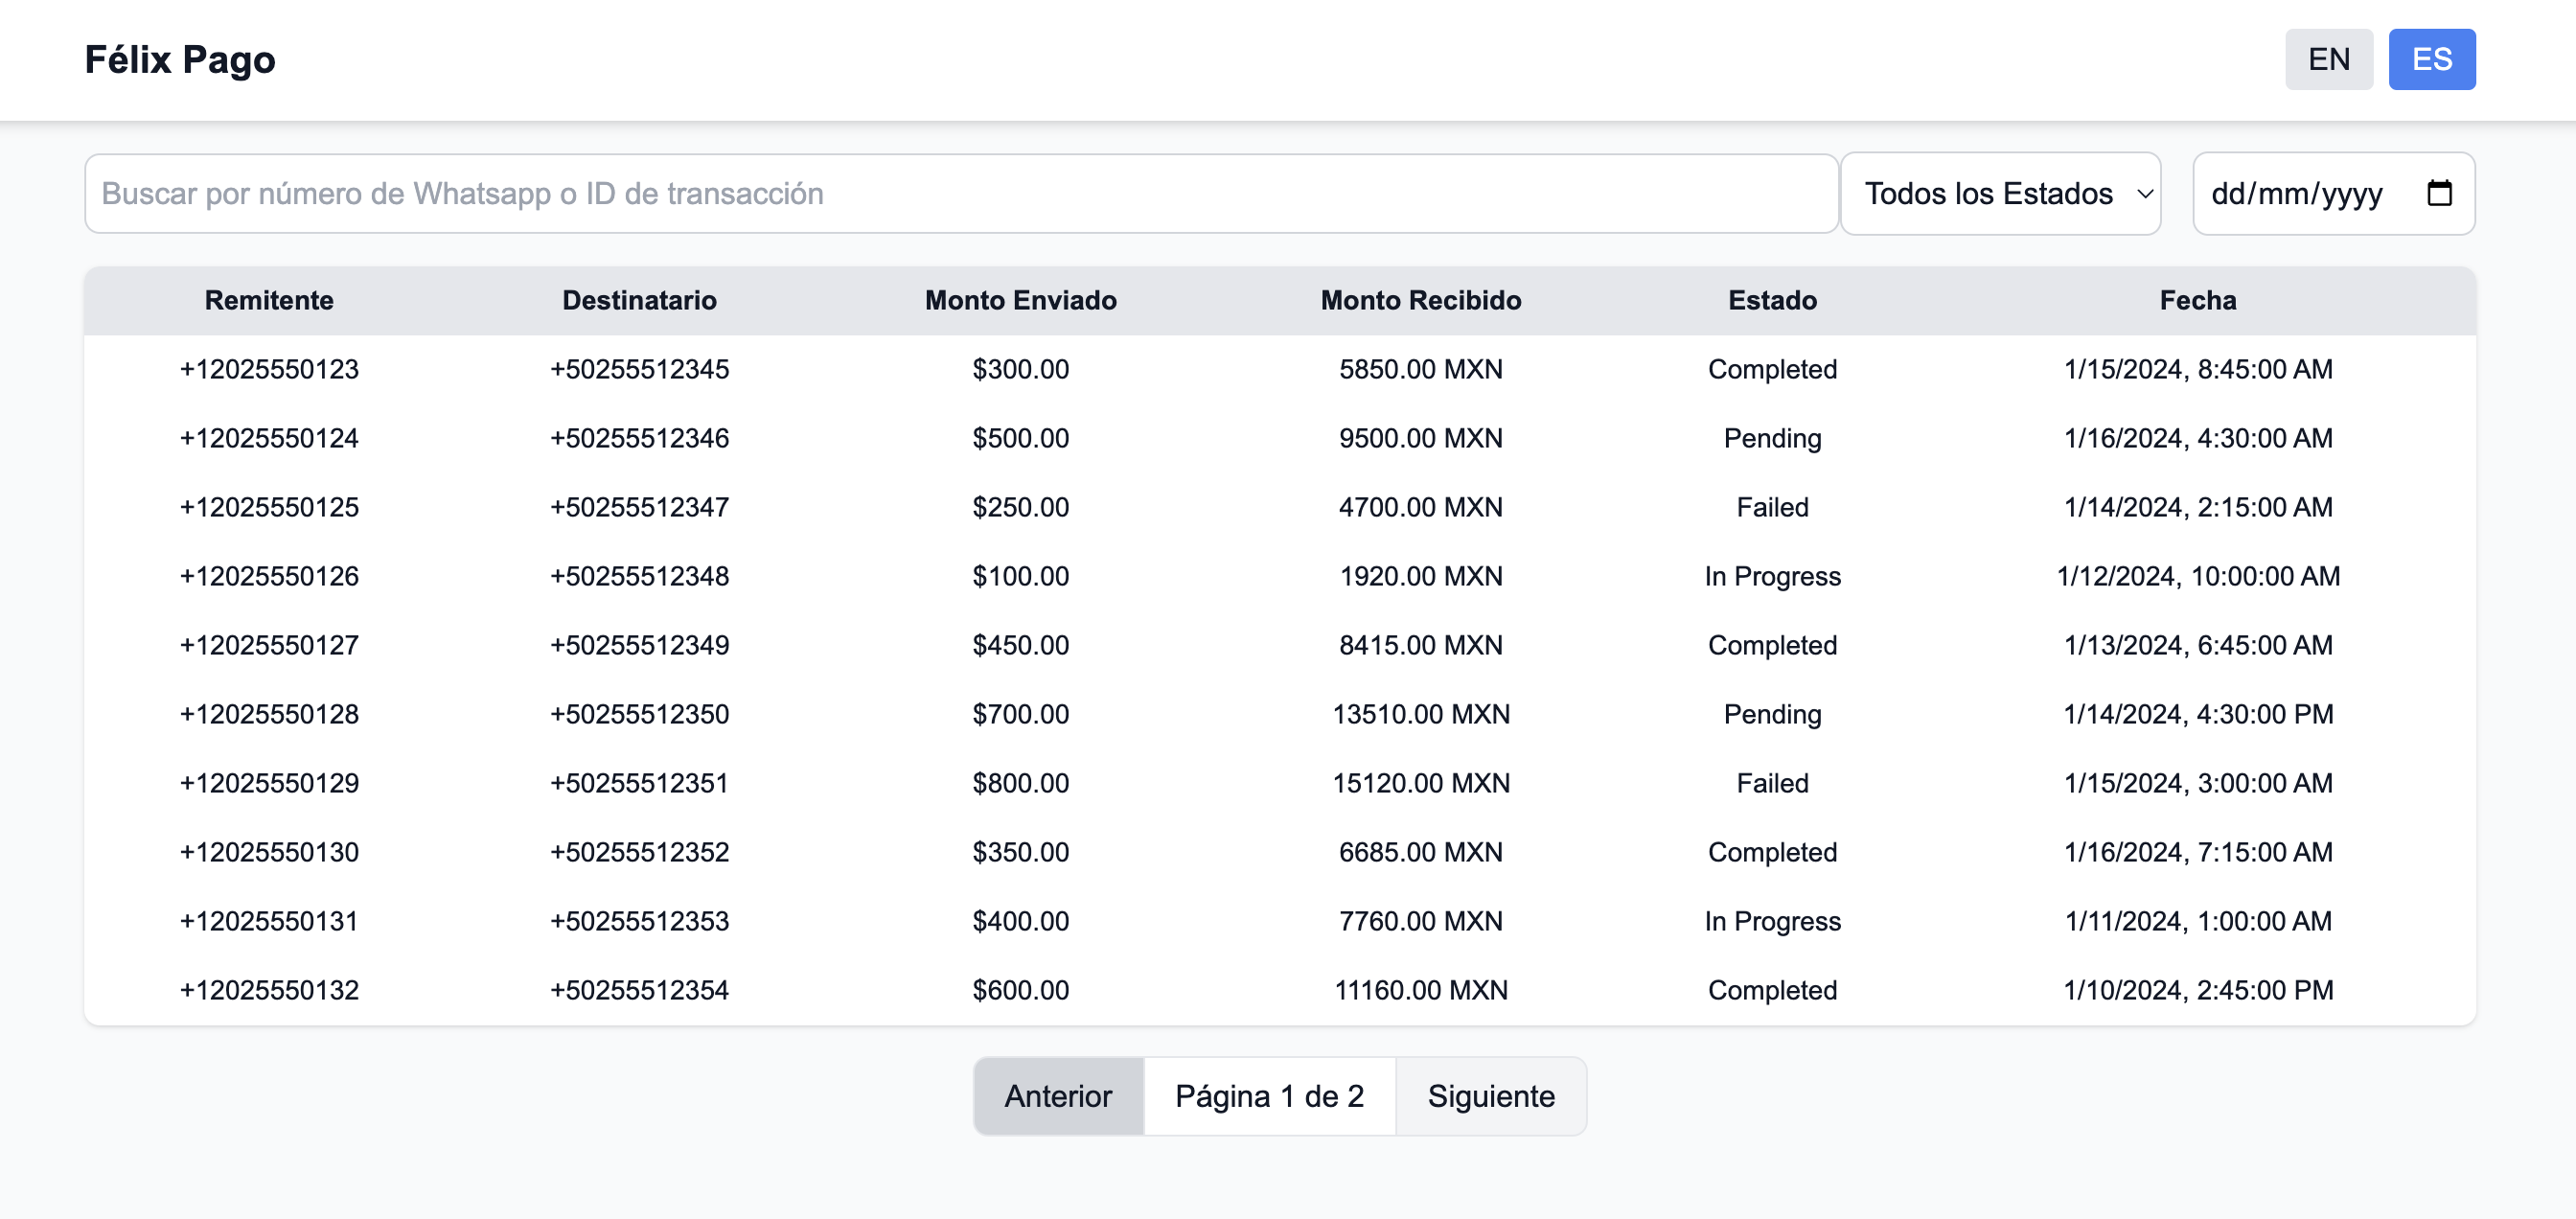 Félix Pago EN ES
Buscar por número de Whatsapp o ID de transacción Todos los Estados dd/mm/yyyy
Remitente Destinatario Monto Enviado Monto Recibido Estado Fecha
+12025550123 +50255512345 $300.00 5850.00 MXN Completed 1/15/2024, 8:45:00 AM
+12025550124 +50255512346 $500.00 9500.00 MXN Pending 1/16/2024, 4:30:00 AM
+12025550125 +50255512347 $250.00 4700.00 MXN Failed 1/14/2024, 2:15:00 AM
+12025550126 +50255512348 $100.00 1920.00 MXN In Progress 1/12/2024, 10:00:00 AM
+12025550127 +50255512349 $450.00 8415.00 MXN Completed 1/13/2024, 6:45:00 AM
+12025550128 +50255512350 $700.00 13510.00 MXN Pending 1/14/2024, 4:30:00 PM
+12025550129 +50255512351 $800.00 15120.00 MXN Failed 1/15/2024, 3:00:00 AM
+12025550130 +50255512352 $350.00 6685.00 MXN Completed 1/16/2024, 7:15:00 AM
+12025550131 +50255512353 $400.00 7760.00 MXN In Progress 1/11/2024, 1:00:00 AM
+12025550132 +50255512354 $600.00 11160.00 MXN Completed 1/10/2024, 2:45:00 PM
Anterior Página 1 de 2 Siguiente